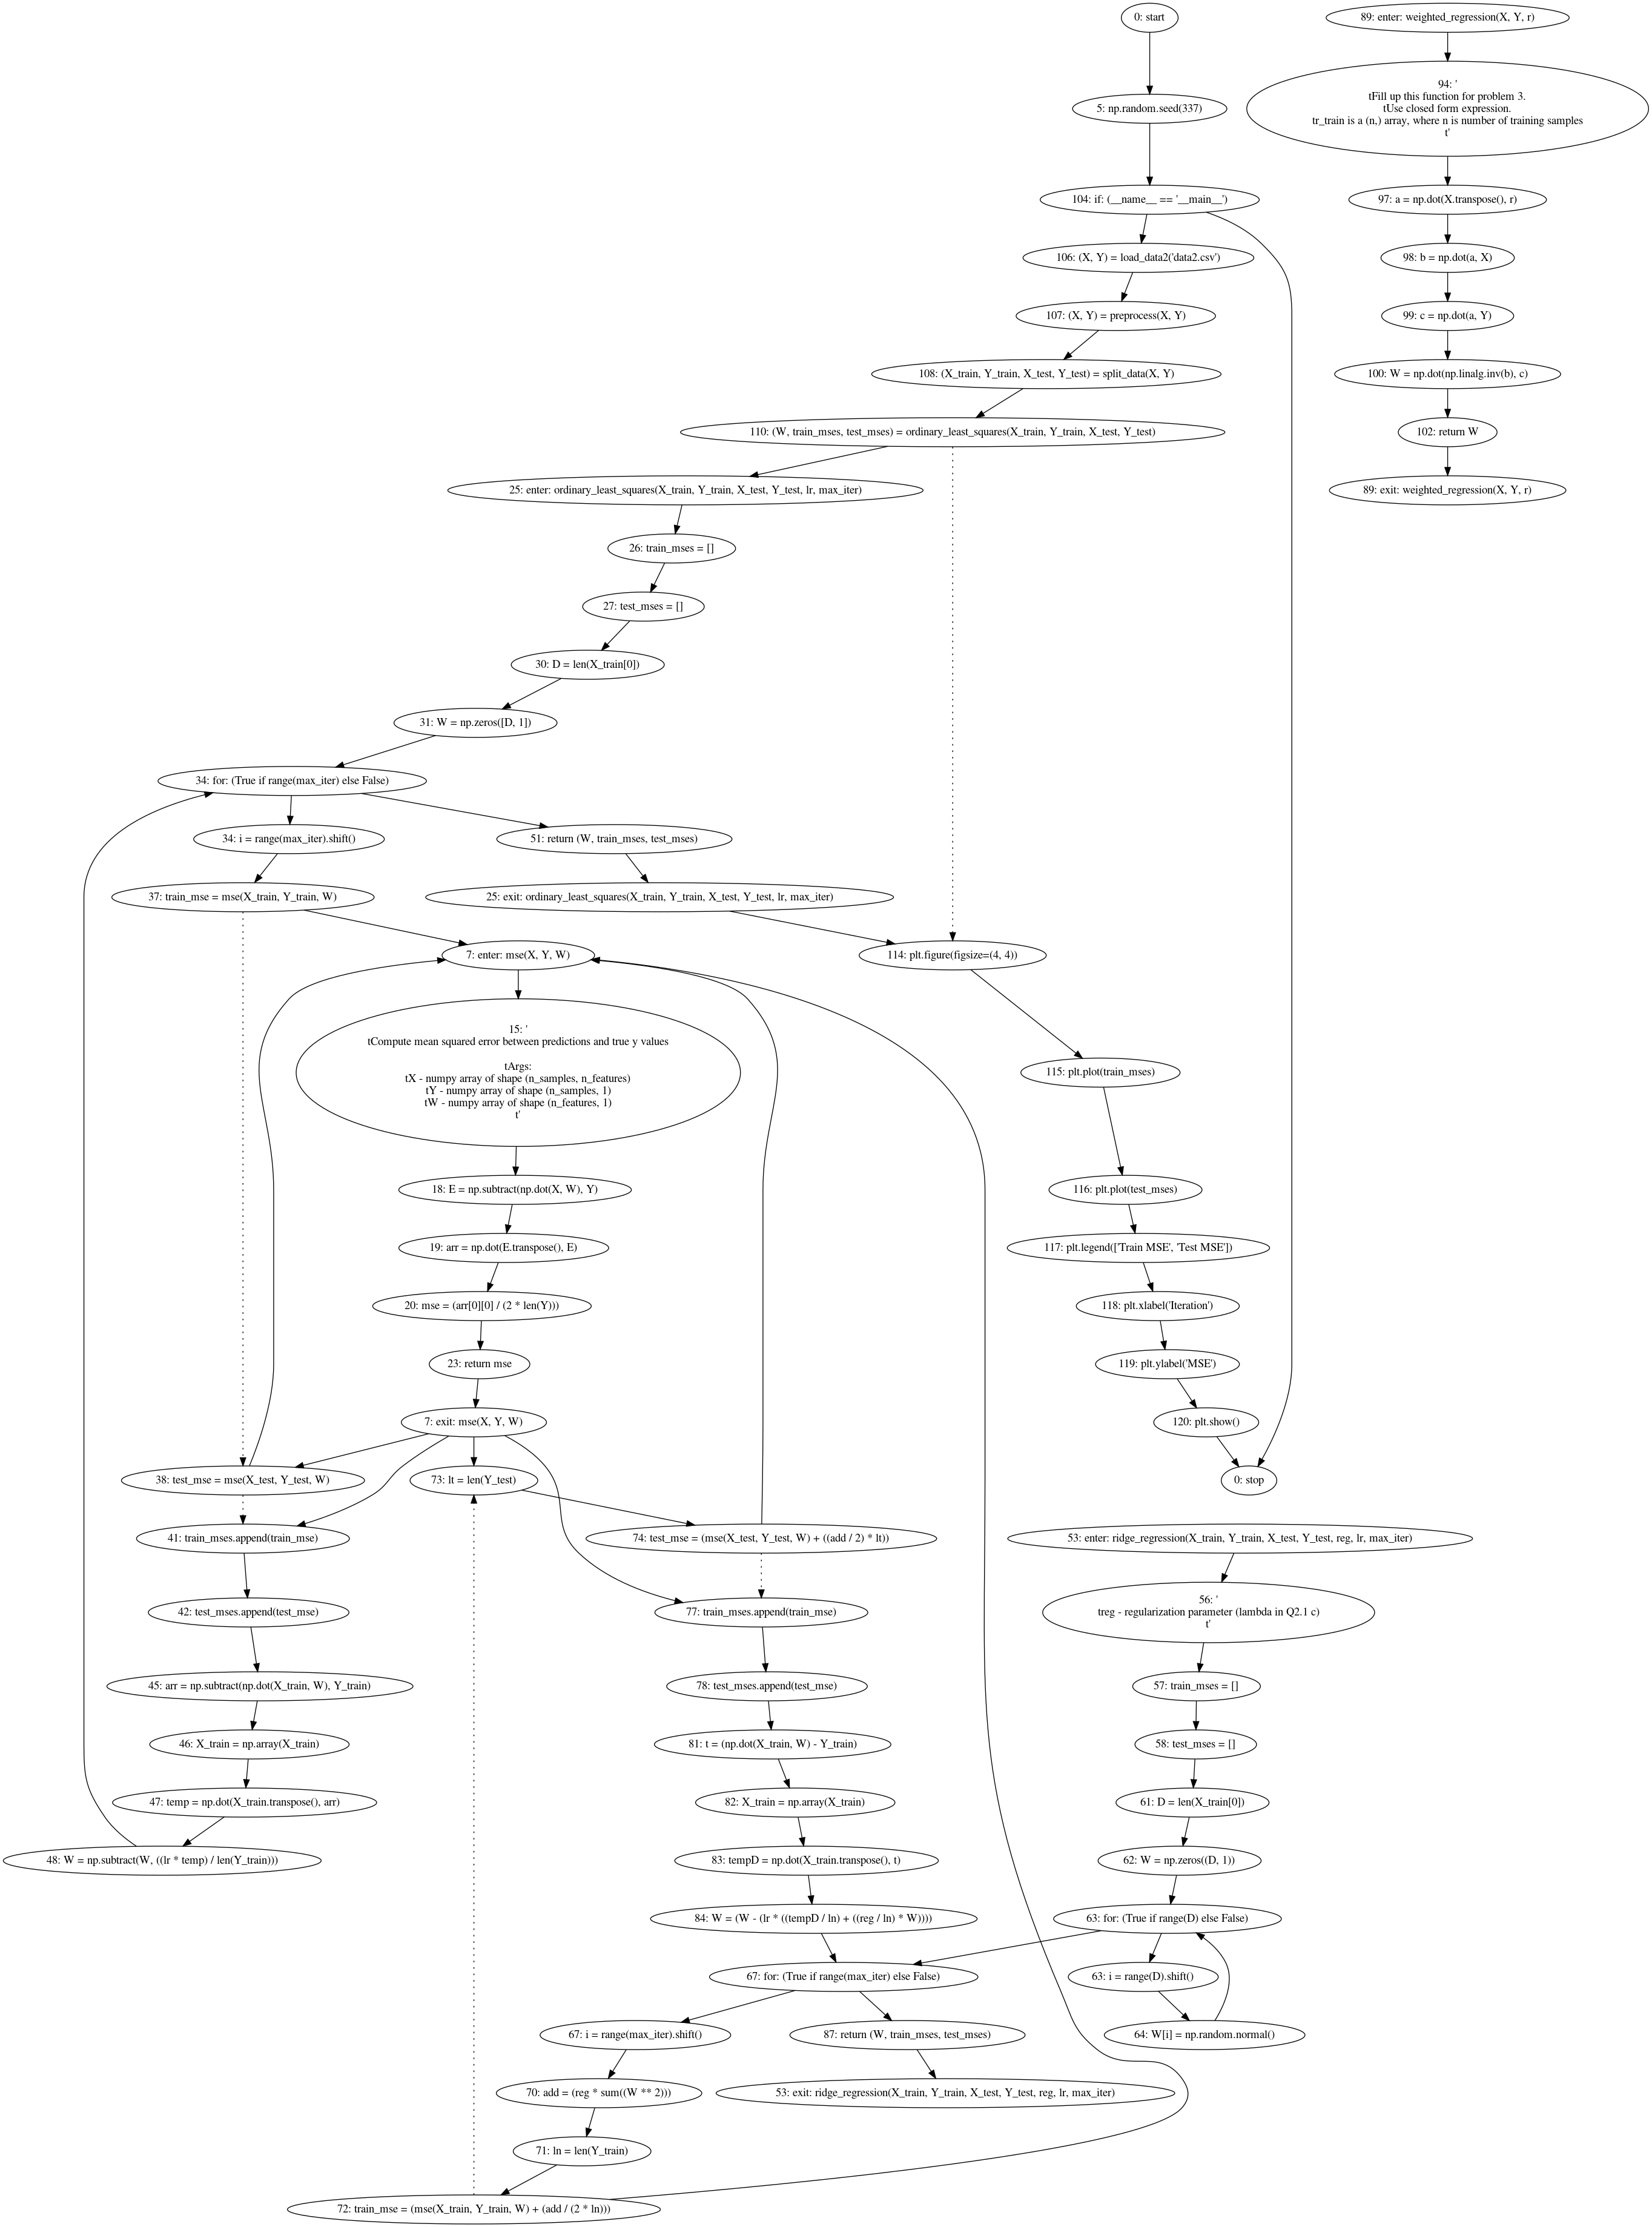 0: start
89: enter: weighted_regression(X, Y, r)
5: np.random.seed(337)
94: '
tFill up this function for problem 3.
tUse closed form expression.
tr_train is a (n,) array, where n is number of training samples
t'
104: if: (__name__ == '__main__')
97: a = np.dot(X.transpose(), r)
106: (X, Y) = load_data2('data2.csv')
98: b = np.dot(a, X)
107: (X, Y) = preprocess(X, Y)
99: c = np.dot(a, Y)
108: (X_train, Y_train, X_test, Y_test) = split_data(X, Y)
100: W = np.dot(np.linalg.inv(b), c)
110: (W, train_mses, test_mses) = ordinary_least_squares(X_train, Y_train, X_test, Y_test)
102: return W
25: enter: ordinary_least_squares(X_train, Y_train, X_test, Y_test, lr, max_iter)
89: exit: weighted_regression(X, Y, r)
26: train_mses = []
27: test_mses = []
30: D = len(X_train[0])
31: W = np.zeros([D, 1])
34: for: (True if range(max_iter) else False)
34: i = range(max_iter).shift()
51: return (W, train_mses, test_mses)
37: train_mse = mse(X_train, Y_train, W)
25: exit: ordinary_least_squares(X_train, Y_train, X_test, Y_test, lr, max_iter)
7: enter: mse(X, Y, W)
114: plt.figure(figsize=(4, 4))
15: '
tCompute mean squared error between predictions and true y values
tArgs:
tX - numpy array of shape (n_samples, n_features)
tY - numpy array of shape (n_samples, 1)
tW - numpy array of shape (n_features, 1)
t'
115: plt.plot(train_mses)
18: E = np.subtract(np.dot(X, W), Y)
116: plt.plot(test_mses)
19: arr = np.dot(E.transpose(), E)
117: plt.legend(['Train MSE', 'Test MSE'])
20: mse = (arr[0][0] / (2 * len(Y)))
118: plt.xlabel('Iteration')
23: return mse
119: plt.ylabel('MSE')
7: exit: mse(X, Y, W)
120: plt.show()
38: test_mse = mse(X_test, Y_test, W)
73: lt = len(Y_test)
0: stop
41: train_mses.append(train_mse)
74: test_mse = (mse(X_test, Y_test, W) + ((add / 2) * lt))
53: enter: ridge_regression(X_train, Y_train, X_test, Y_test, reg, lr, max_iter)
42: test_mses.append(test_mse)
77: train_mses.append(train_mse)
56: '
treg - regularization parameter (lambda in Q2.1 c)
t'
45: arr = np.subtract(np.dot(X_train, W), Y_train)
78: test_mses.append(test_mse)
57: train_mses = []
46: X_train = np.array(X_train)
81: t = (np.dot(X_train, W) - Y_train)
58: test_mses = []
47: temp = np.dot(X_train.transpose(), arr)
82: X_train = np.array(X_train)
61: D = len(X_train[0])
48: W = np.subtract(W, ((lr * temp) / len(Y_train)))
83: tempD = np.dot(X_train.transpose(), t)
62: W = np.zeros((D, 1))
84: W = (W - (lr * ((tempD / ln) + ((reg / ln) * W))))
63: for: (True if range(D) else False)
67: for: (True if range(max_iter) else False)
63: i = range(D).shift()
67: i = range(max_iter).shift()
87: return (W, train_mses, test_mses)
64: W[i] = np.random.normal()
70: add = (reg * sum((W ** 2)))
53: exit: ridge_regression(X_train, Y_train, X_test, Y_test, reg, lr, max_iter)
71: ln = len(Y_train)
72: train_mse = (mse(X_train, Y_train, W) + (add / (2 * ln)))